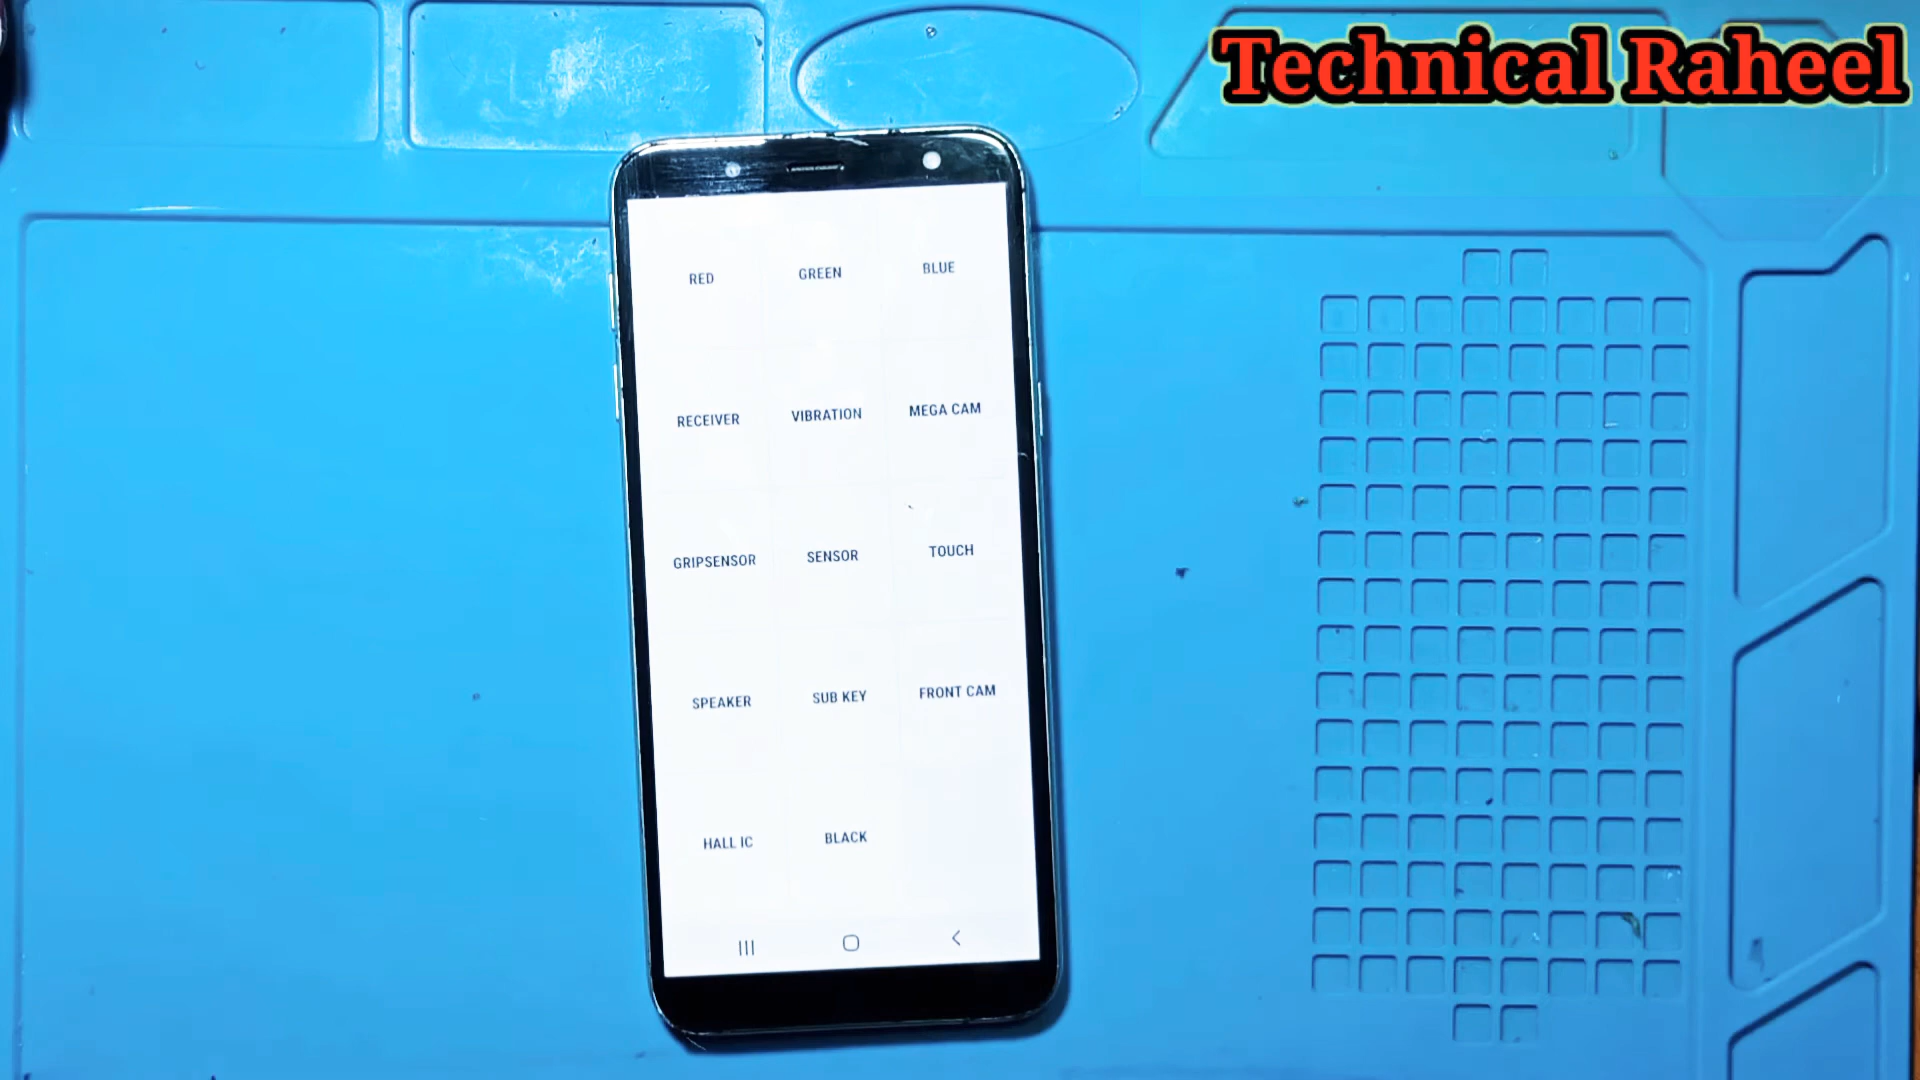 Technical Raheel
RED GREEN BLUE
RECEIVER VIBRATION MEGA CAM
GRIPSENSOR SENSOR TOUCH
SPEAKER SUB KEY FRONT CAM
HALL IC BLACK